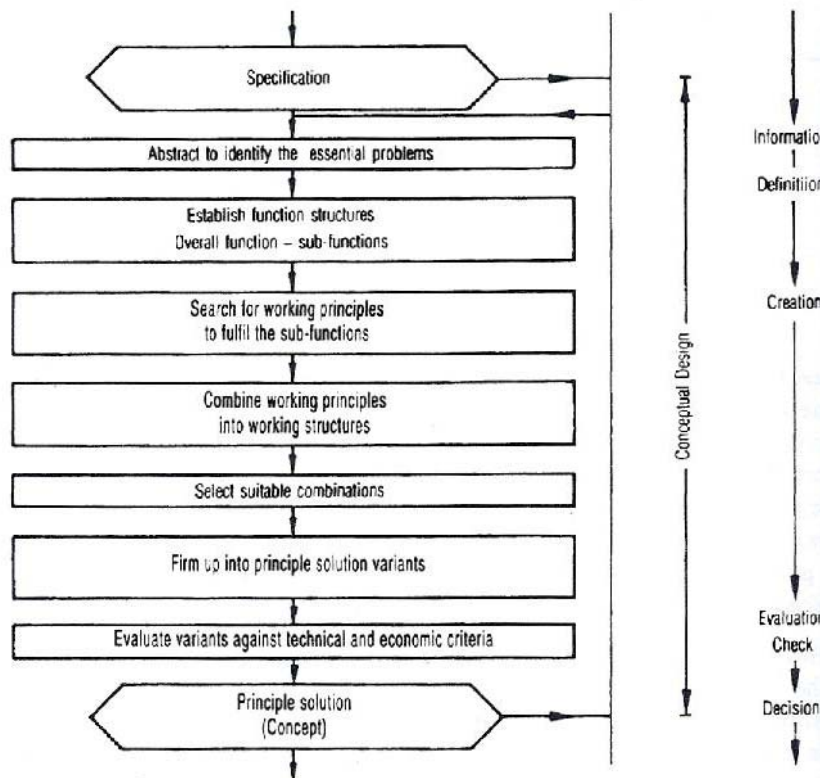 Specification
Abstract to identify the essential problems
Establish function structures
Overall function – sub-functions
Search for working principles
to fulfil the sub-functions
Combine working principles
into working structures
Select suitable combinations
Firm up into principle solution variants
Evaluate variants against technical and economic criteria
Principle solution
(Concept)
Conceptual Design
Information
Definitiion
Creation
Evaluation
Check
Decision